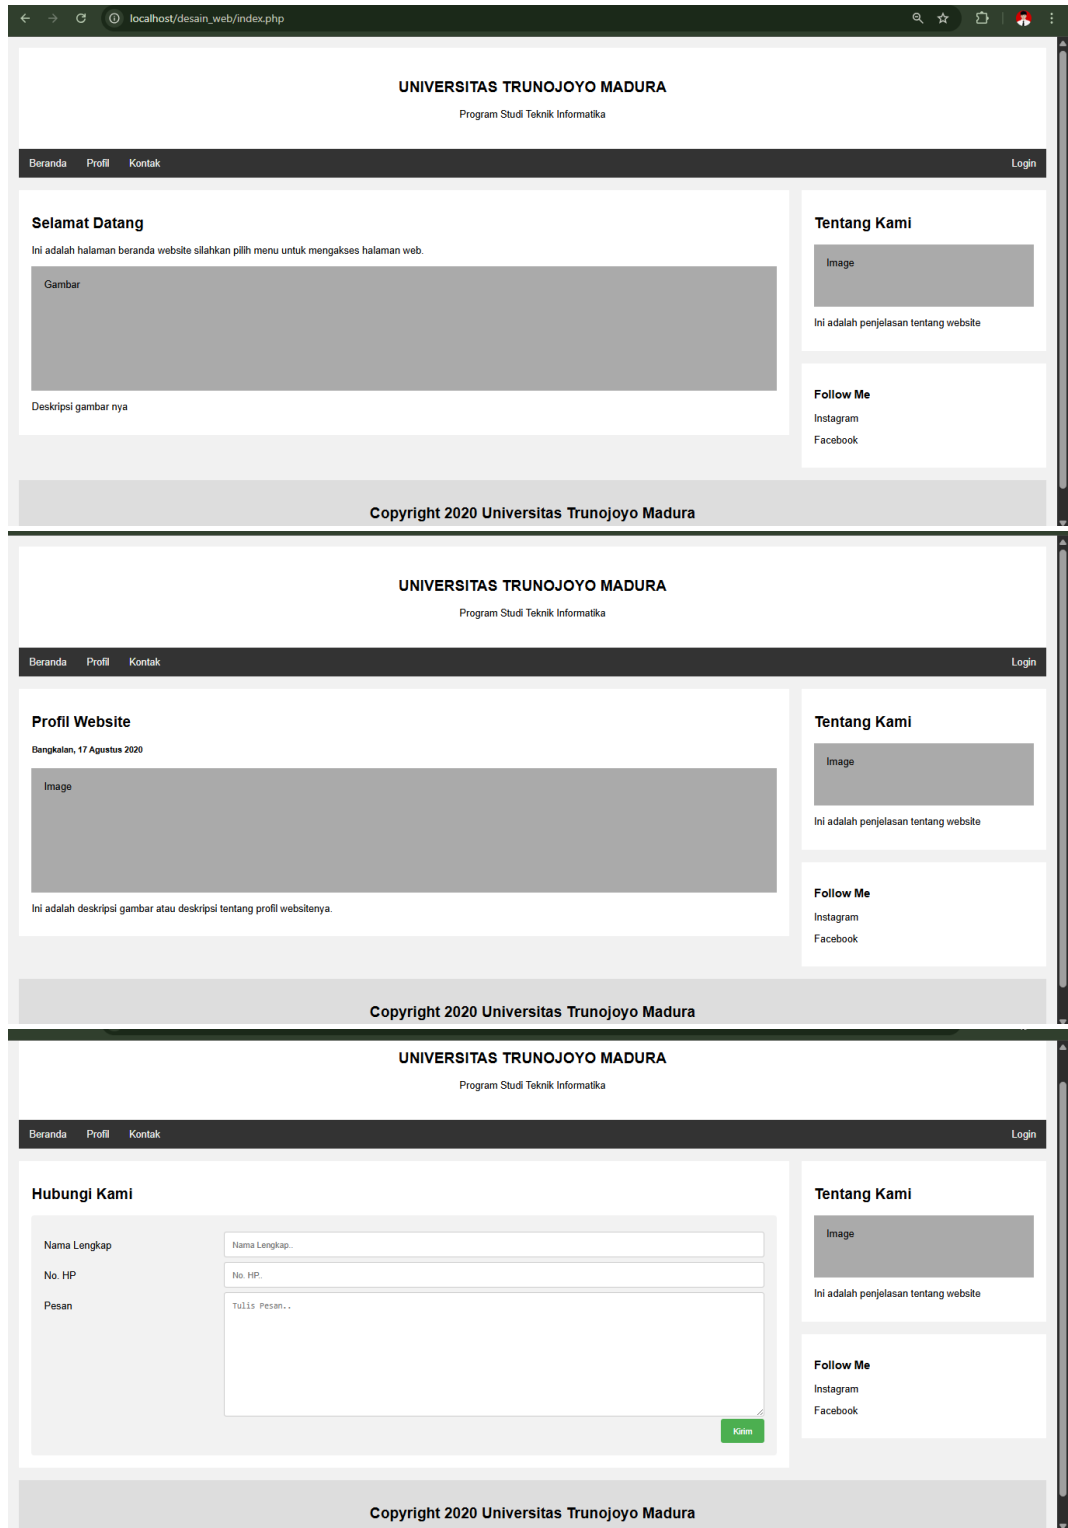 localhost/desain_web/index.php
UNIVERSITAS TRUNOJOYO MADURA
Program Studi Teknik Informatika
Beranda Profil Kontak Login
Selamat Datang
Ini adalah halaman beranda website silahkan pilih menu untuk mengakses halaman web.
Gambar
Deskripsi gambar nya
Tentang Kami
Image
Ini adalah penjelasan tentang website
Follow Me
Instagram
Facebook
Copyright 2020 Universitas Trunojoyo Madura
UNIVERSITAS TRUNOJOYO MADURA
Program Studi Teknik Informatika
Beranda Profil Kontak Login
Profil Website
Bangkalan, 17 Agustus 2020
Image
Ini adalah deskripsi gambar atau deskripsi tentang profil websitenya.
Tentang Kami
Image
Ini adalah penjelasan tentang website
Follow Me
Instagram
Facebook
Copyright 2020 Universitas Trunojoyo Madura
UNIVERSITAS TRUNOJOYO MADURA
Program Studi Teknik Informatika
Beranda Profil Kontak Login
Hubungi Kami
Nama Lengkap Nama Lengkap..
No. HP No. HP..
Pesan Tulis Pesan..
Kirim
Tentang Kami
Image
Ini adalah penjelasan tentang website
Follow Me
Instagram
Facebook
Copyright 2020 Universitas Trunojoyo Madura